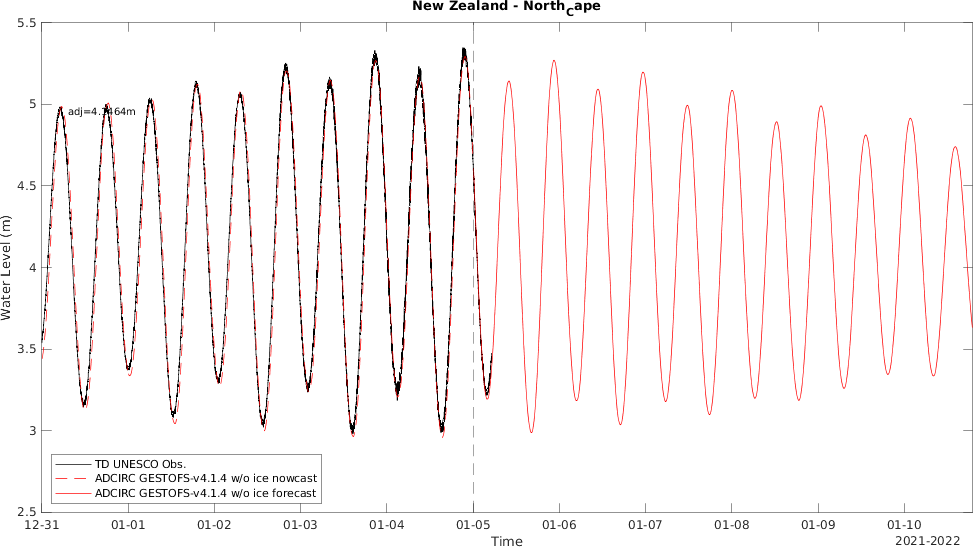 New Zealand - NorthCape
5.5
5
4.5
4
3.5
3
2.5
Water Level (m)
TD UNESCO Obs.
ADCIRC GESTOFS-v4.1.4 w/o ice nowcast
ADCIRC GESTOFS-v4.1.4 w/o ice forecast
12-31 01-01 01-02 01-03 01-04 01-05 01-06 01-07 01-08 01-09 01-10
Time
2021-2022